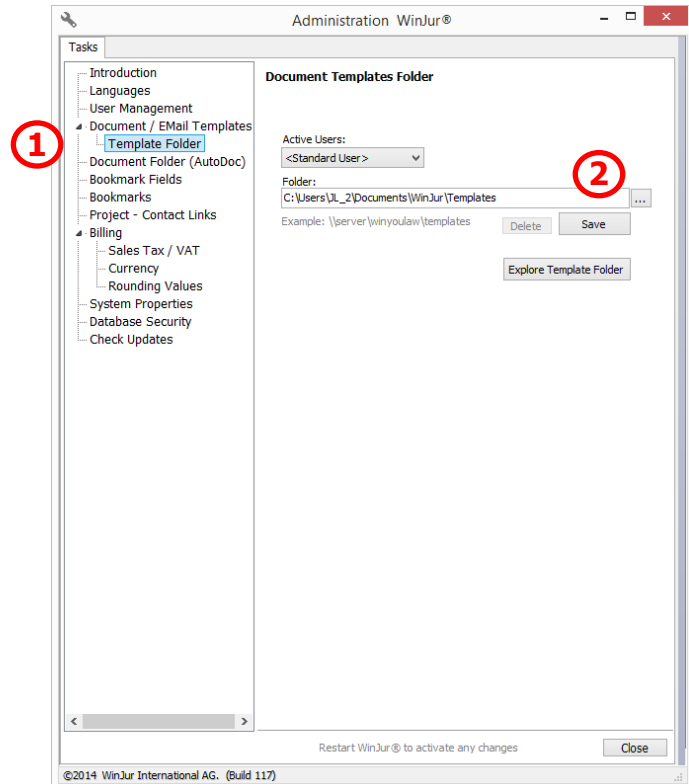 Administration WinJur®
Tasks
Introduction
Languages
User Management
Document / EMail Templates
Template Folder
Document Folder (AutoDoc)
Bookmark Fields
Bookmarks
Project - Contact Links
Billing
Sales Tax / VAT
Currency
Rounding Values
System Properties
Database Security
Check Updates
1
Document Templates Folder
Active Users:
<Standard User>
2
Folder:
C:\Users\JL_2\Documents\WinJur\Templates
...
Example: \\server\winyoulaw\templates
Delete
Save
Explore Template Folder
Restart WinJur® to activate any changes
Close
©2014 WinJur International AG. (Build 117)